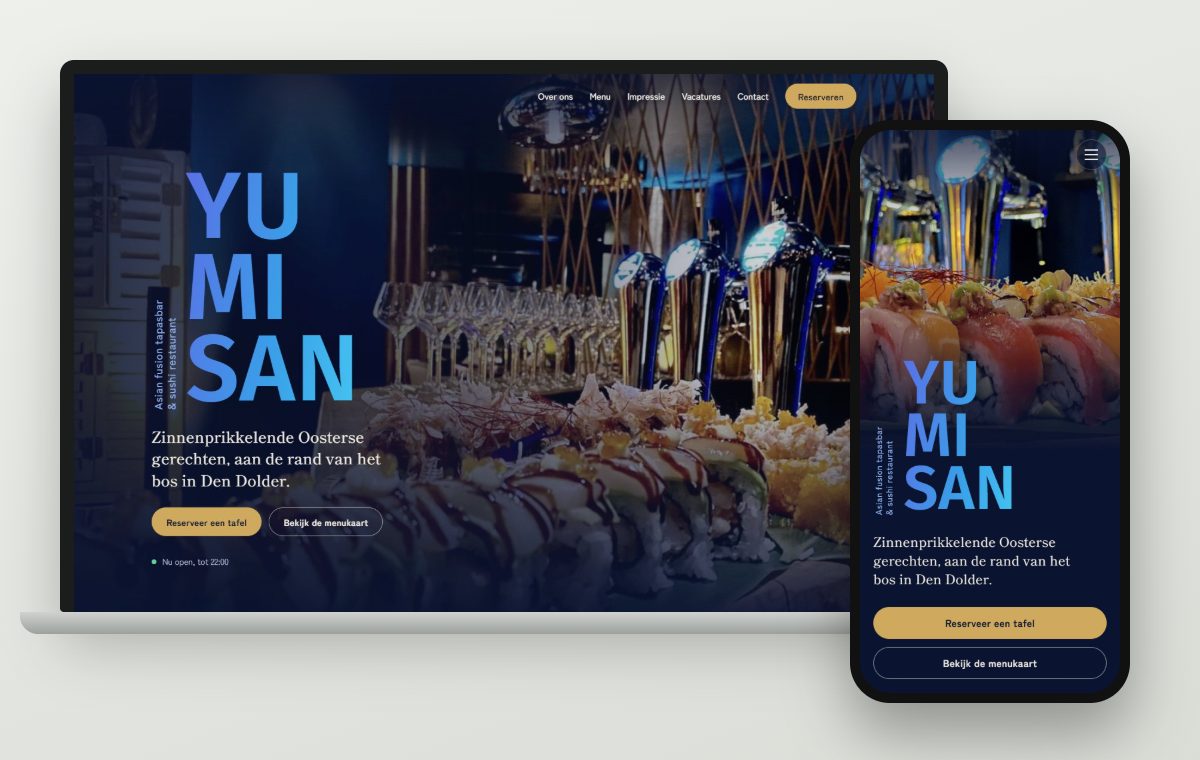 Over ons Menu Impressie Vacatures Contact Reserveren
YU
MI
SAN
Asian fusion tapasbar
& sushi restaurant
Zinnenprikkelende Oosterse
gerechten, aan de rand van het
bos in Den Dolder.
Reserveer een tafel Bekijk de menukaart
Nu open, tot 22:00
YU
MI
SAN
Asian fusion tapasbar
& sushi restaurant
Zinnenprikkelende Oosterse
gerechten, aan de rand van het
bos in Den Dolder.
Reserveer een tafel
Bekijk de menukaart